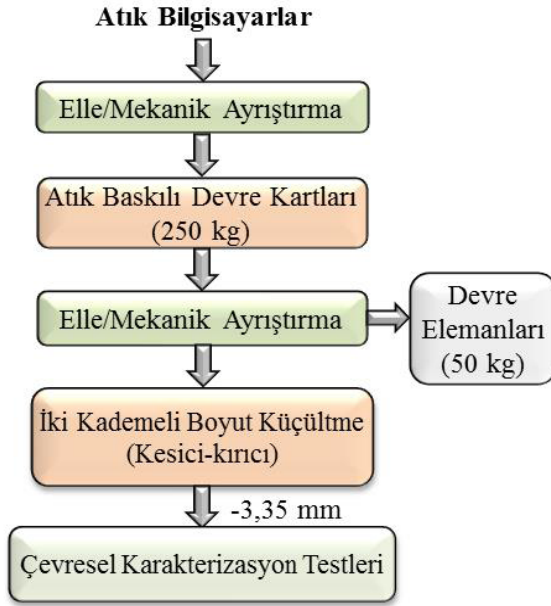 Atık Bilgisayarlar
Elle/Mekanik Ayrıştırma
Atık Baskılı Devre Kartları
(250 kg)
Elle/Mekanik Ayrıştırma
Devre
Elemanları
(50 kg)
İki Kademeli Boyut Küçültme
(Kesici-kırıcı)
-3,35 mm
Çevresel Karakterizasyon Testleri